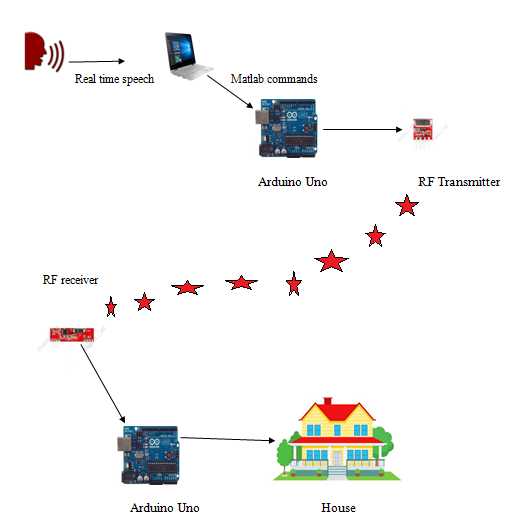 Real time speech
Matlab commands
Arduino Uno
RF Transmitter
RF receiver
Arduino Uno
House